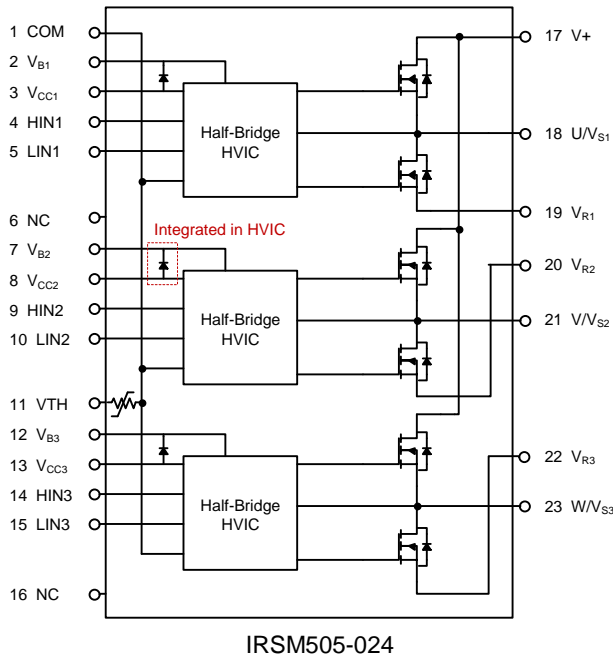 1 COM
2 VB1
3 VCC1
4 HIN1
5 LIN1
6 NC
7 VB2
8 VCC2
9 HIN2
10 LIN2
11 VTH
12 VB3
13 VCC3
14 HIN3
15 LIN3
16 NC
Half-Bridge
HVIC
Integrated in HVIC
Half-Bridge
HVIC
Half-Bridge
HVIC
17 V+
18 U/VS1
19 VR1
20 VR2
21 V/VS2
22 VR3
23 W/VS3
IRSM505-024